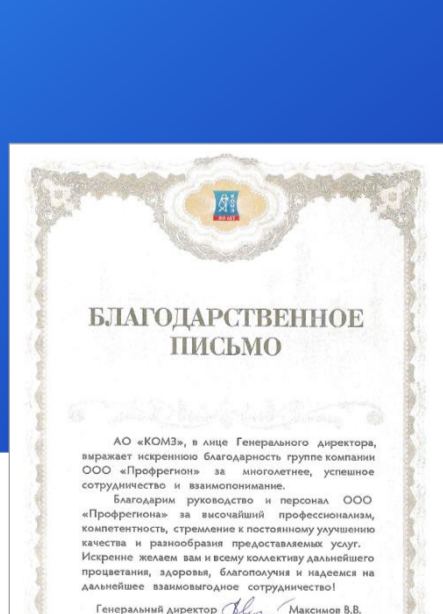 БЛАГОДАРСТВЕННОЕ
ПИСЬМО
АО «КОМЗ», в лице Генерального директора,
выражает искреннюю благодарность группе компании
ООО «Профрегион» за многолетнее, успешное
сотрудничество и взаимопонимание.
Благодарим руководство и персонал ООО
«Профрегиона» за высочайший профессионализм,
компетентность, стремление к постоянному улучшению
качества и разнообразия предоставляемых услуг.
Искренне желаем вам и всему коллективу дальнейшего
процветания, здоровья, благополучия и надеемся на
дальнейшее взаимовыгодное сотрудничество!
Генеральный директор Максимов В.В.